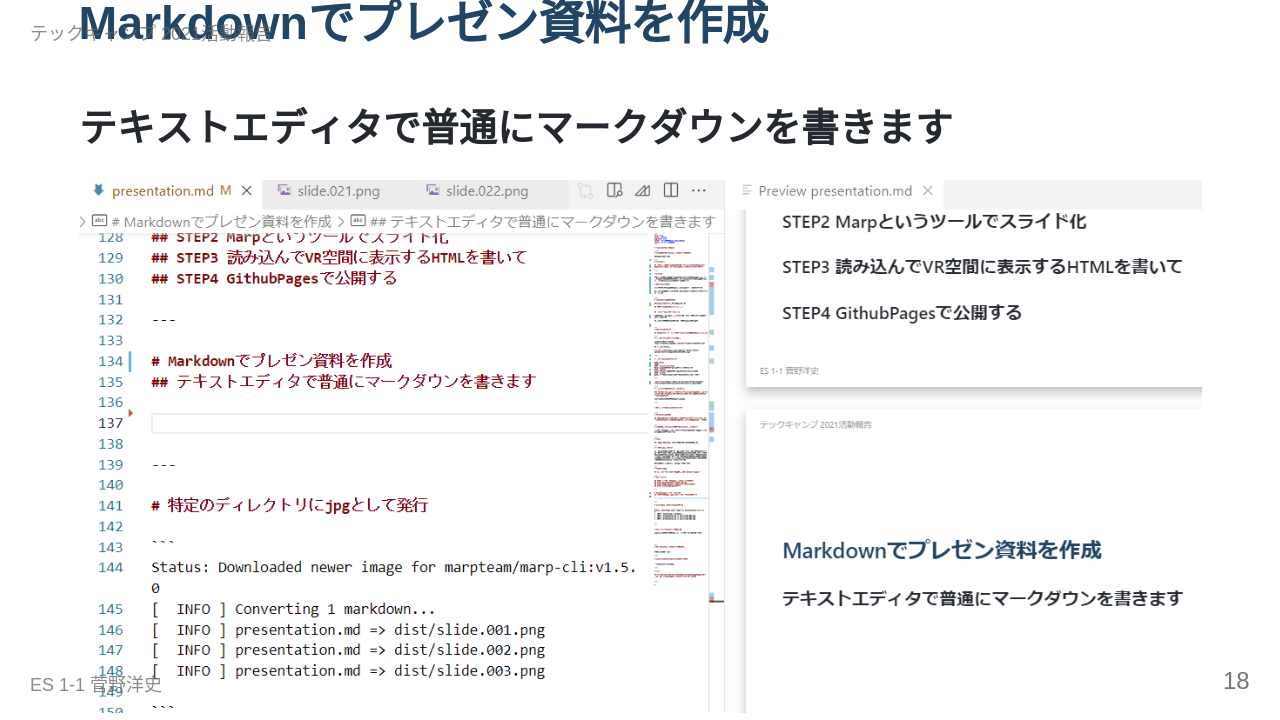 テックキャンプ 2021活動報告
Markdownでプレゼン資料を作成
テキストエディタで普通にマークダウンを書きます
presentation.md M
slide.021.png
slide.022.png
# Markdownでプレゼン資料を作成 > ## テキストエディタで普通にマークダウンを書きます
128 ## STEP2 Marpというツールでスライド化
129 ## STEP3 読み込んでVR空間に表示するHTMLを書いて
130 ## STEP4 GithubPagesで公開する
131
132 ---
133
134 # Markdownでプレゼン資料を作成
135 ## テキストエディタで普通にマークダウンを書きます
136
137
138
139 ---
140
141 # 特定のディレクトリにjpgとして発行
142
143 ```
144 Status: Downloaded newer image for marpteam/marp-cli:v1.5.
0
145 [  INFO ] Converting 1 markdown...
146 [  INFO ] presentation.md => dist/slide.001.png
147 [  INFO ] presentation.md => dist/slide.002.png
148 [  INFO ] presentation.md => dist/slide.003.png
149
150 ```
Preview presentation.md
STEP2 Marpというツールでスライド化
STEP3 読み込んでVR空間に表示するHTMLを書いて
STEP4 GithubPagesで公開する
ES 1-1 菅野洋史
テックキャンプ 2021活動報告
Markdownでプレゼン資料を作成
テキストエディタで普通にマークダウンを書きます
ES 1-1 菅野洋史
18